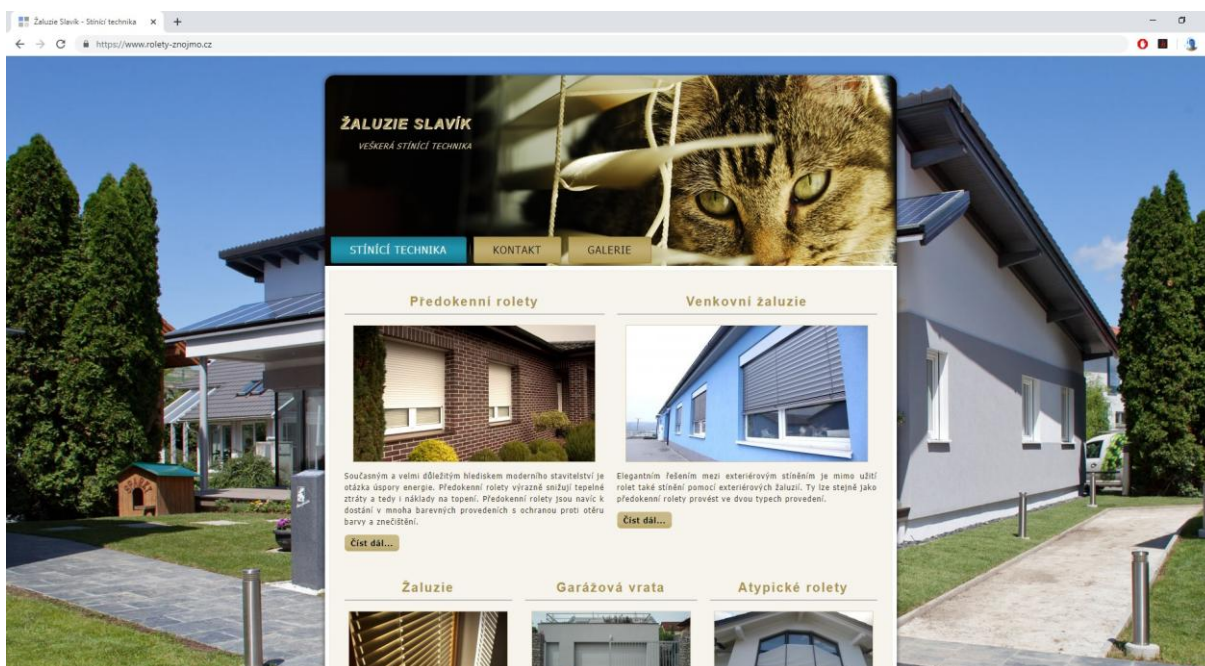 Žaluzie Slavík - Stínící technika
https://www.rolety-znojmo.cz
ŽALUZIE SLAVÍK
VEŠKERÁ STÍNÍCÍ TECHNIKA
STÍNÍCÍ TECHNIKA
KONTAKT
GALERIE
Předokenní rolety
Současným a velmi důležitým hlediskem moderního stavitelství je
otázka úspory energie. Předokenní rolety výrazně snižují tepelné
ztráty a tedy i náklady na topení. Předokenní rolety jsou navíc k
dostání v mnoha barevných provedeních s ochranou proti otěru
barvy a znečištění.
Číst dál...
Venkovní žaluzie
Elegantním řešením mezi exteriérovým stíněním je mimo užití
rolet také stínění pomocí exteriérových žaluzií. Ty lze stejně jako
předokenní rolety provést ve dvou typech provedení.
Číst dál...
Žaluzie
Garážová vrata
Atypické rolety